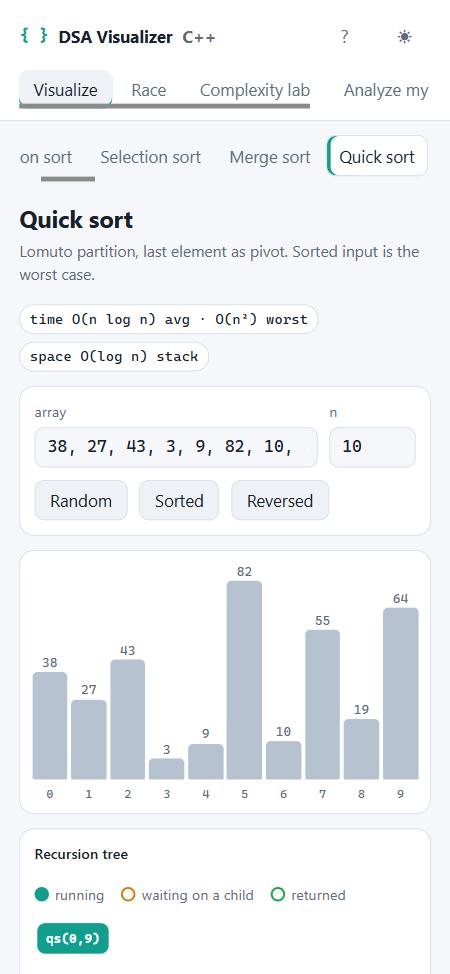 { } DSA Visualizer C++ ?
Visualize Race Complexity lab Analyze my
on sort Selection sort Merge sort Quick sort
Quick sort
Lomuto partition, last element as pivot. Sorted input is the
worst case.
time O(n log n) avg · O(n²) worst
space O(log n) stack
array n
38, 27, 43, 3, 9, 82, 10, 10
Random Sorted Reversed
82
64
55
43
38
27
19
10
9
3
0 1 2 3 4 5 6 7 8 9
Recursion tree
running waiting on a child returned
qs(0,9)